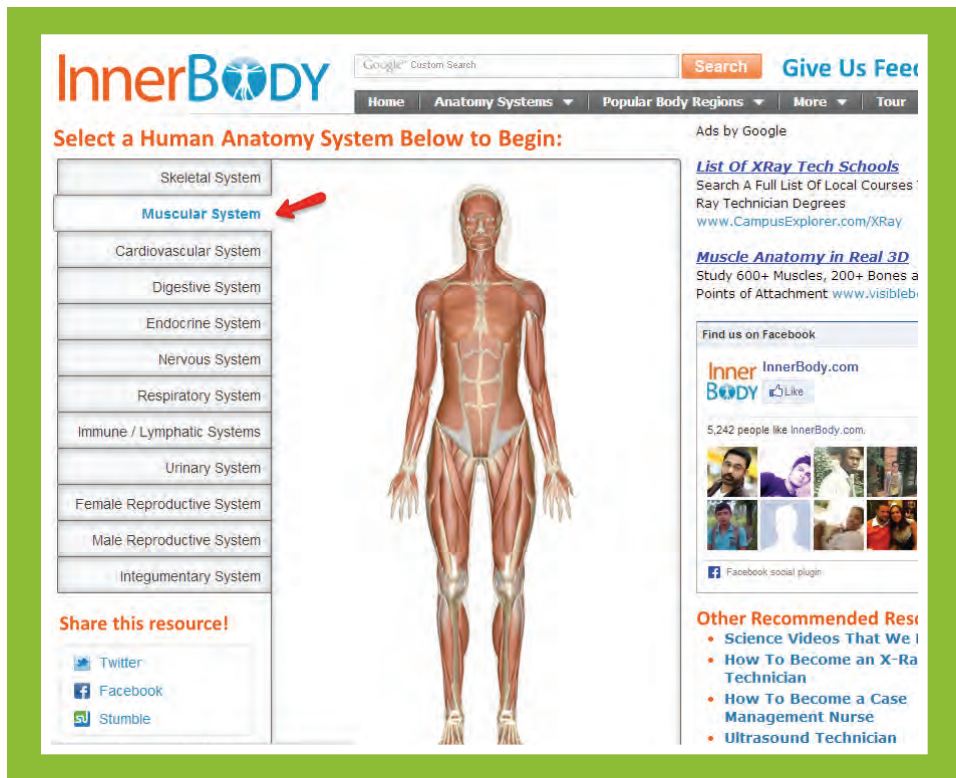 InnerBODY
Google™ Custom Search
Search
Give Us Feec
Home
Anatomy Systems
Popular Body Regions
More
Tour
Select a Human Anatomy System Below to Begin:
Skeletal System
Muscular System
Cardiovascular System
Digestive System
Endocrine System
Nervous System
Respiratory System
Immune / Lymphatic Systems
Urinary System
Female Reproductive System
Male Reproductive System
Integumentary System
Share this resource!
Twitter
Facebook
Stumble
Ads by Google
List Of XRay Tech Schools
Search A Full List Of Local Courses
Ray Technician Degrees
www.CampusExplorer.com/XRay
Muscle Anatomy in Real 3D
Study 600+ Muscles, 200+ Bones a
Points of Attachment www.visiblebo
Find us on Facebook
Inner
BODY
InnerBody.com
Like
5,242 people like InnerBody.com.
Facebook social plugin
Other Recommended Reso
Science Videos That We
How To Become an X-Ra
Technician
How To Become a Case
Management Nurse
Ultrasound Technician